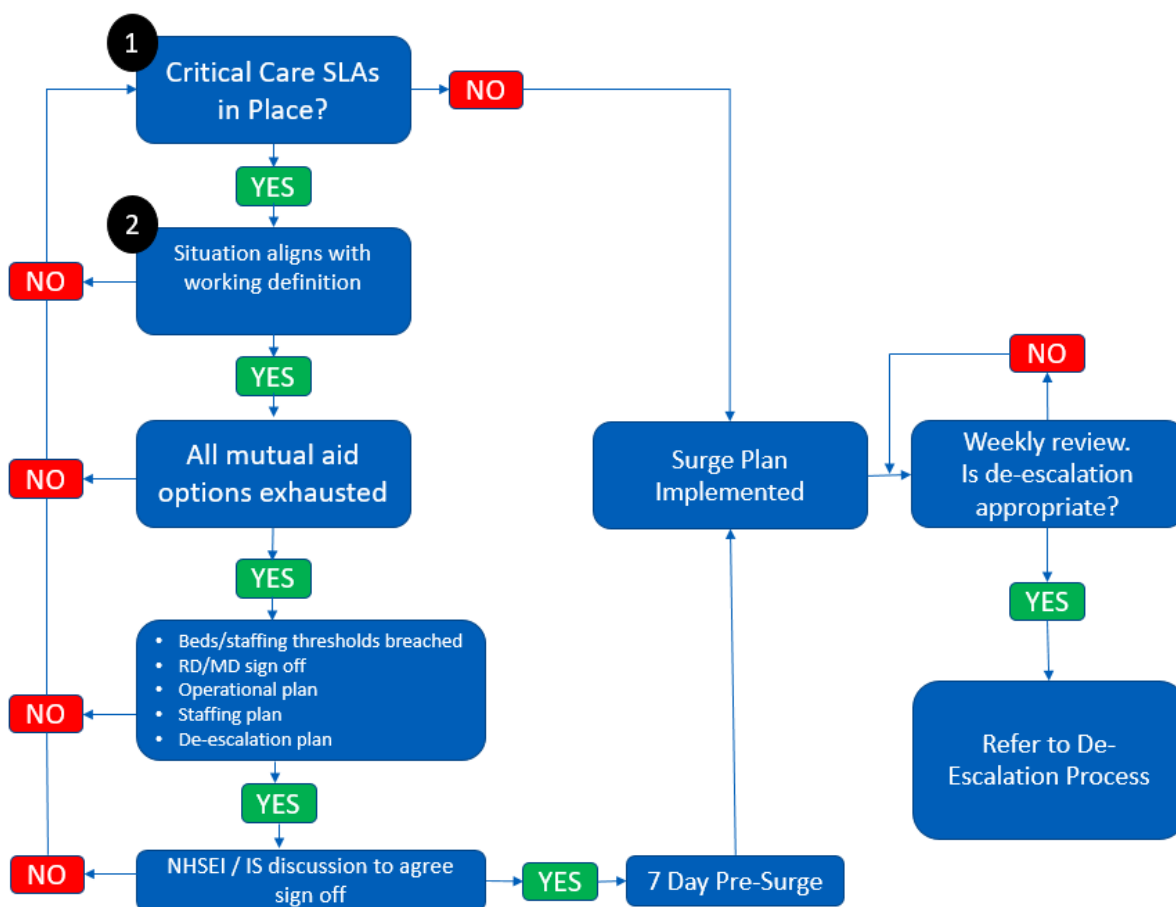 1
Critical Care SLAs
in Place?
NO
YES
2
Situation aligns with
working definition
NO
YES
All mutual aid
options exhausted
NO
YES
• Beds/staffing thresholds breached
• RD/MD sign off
• Operational plan
• Staffing plan
• De-escalation plan
NO
YES
NHSEI / IS discussion to agree
sign off
NO
YES
7 Day Pre-Surge
Surge Plan
Implemented
NO
Weekly review.
Is de-escalation
appropriate?
YES
Refer to De-
Escalation Process